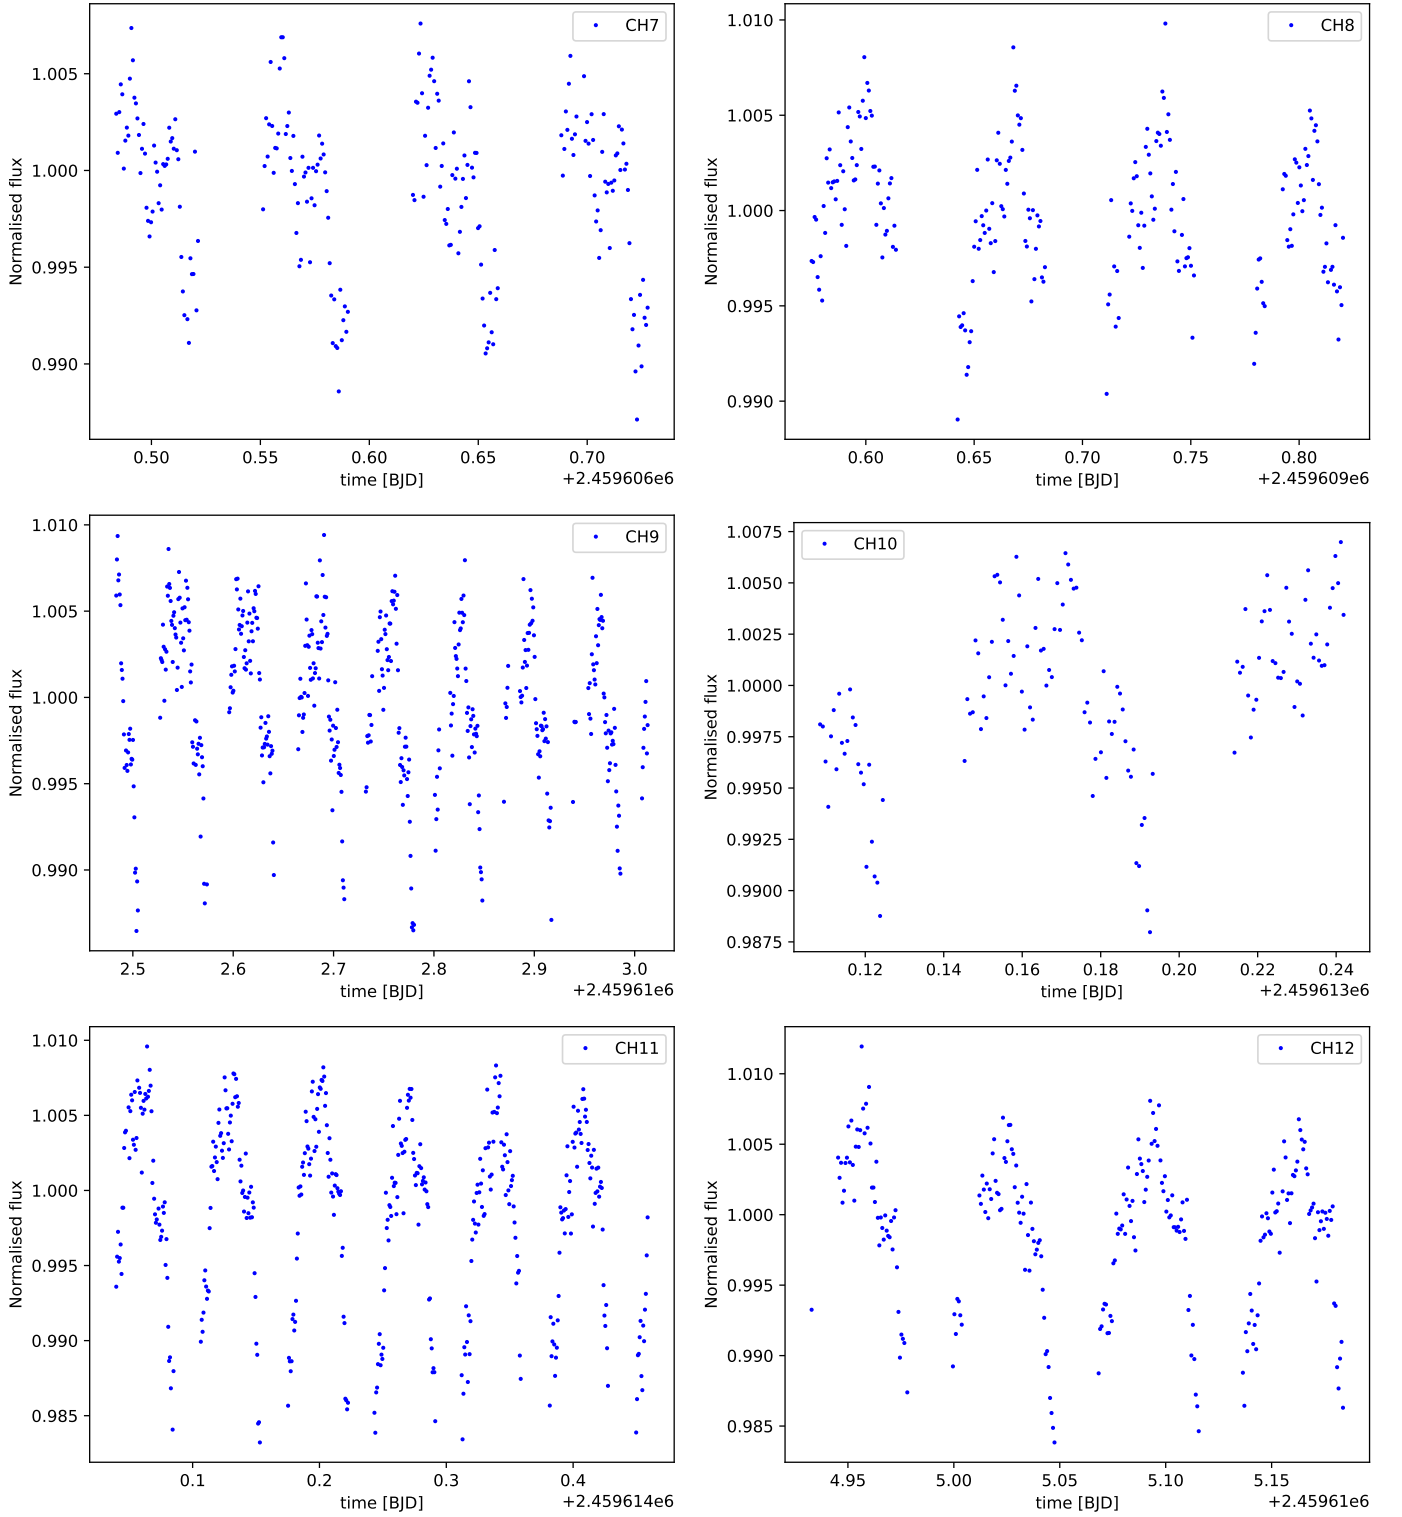 CH7
Normalised flux
1.005
1.000
0.995
0.990
0.50 0.55 0.60 0.65 0.70
time [BJD]
+2.459606e6
CH8
Normalised flux
1.010
1.005
1.000
0.995
0.990
0.60 0.65 0.70 0.75 0.80
time [BJD]
+2.459609e6
CH9
Normalised flux
1.010
1.005
1.000
0.995
0.990
2.5 2.6 2.7 2.8 2.9 3.0
time [BJD]
+2.45961e6
CH10
Normalised flux
1.0075
1.0050
1.0025
1.0000
0.9975
0.9950
0.9925
0.9900
0.9875
0.12 0.14 0.16 0.18 0.20 0.22 0.24
time [BJD]
+2.459613e6
CH11
Normalised flux
1.010
1.005
1.000
0.995
0.990
0.985
0.1 0.2 0.3 0.4
time [BJD]
+2.459614e6
CH12
Normalised flux
1.010
1.005
1.000
0.995
0.990
0.985
4.95 5.00 5.05 5.10 5.15
time [BJD]
+2.45961e6